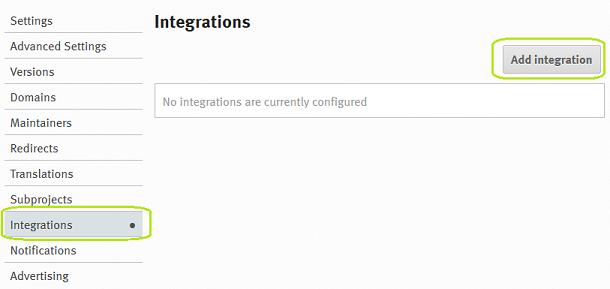 Settings
Advanced Settings
Versions
Domains
Maintainers
Redirects
Translations
Subprojects
Integrations
Notifications
Advertising
Integrations
Add integration
No integrations are currently configured